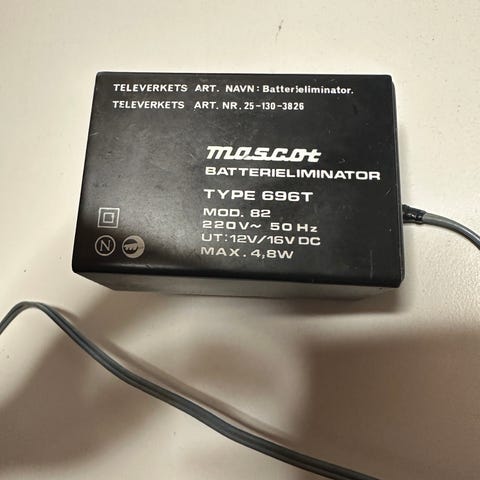 TELEVERKETS ART. NAVN: Batterieliminator.
TELEVERKETS ART. NR. 25-130-3826
mascot
BATTERIELIMINATOR
TYPE 696T
MOD. 82
220V~ 50 Hz
UT: 12V/16V DC
MAX. 4,8W
N